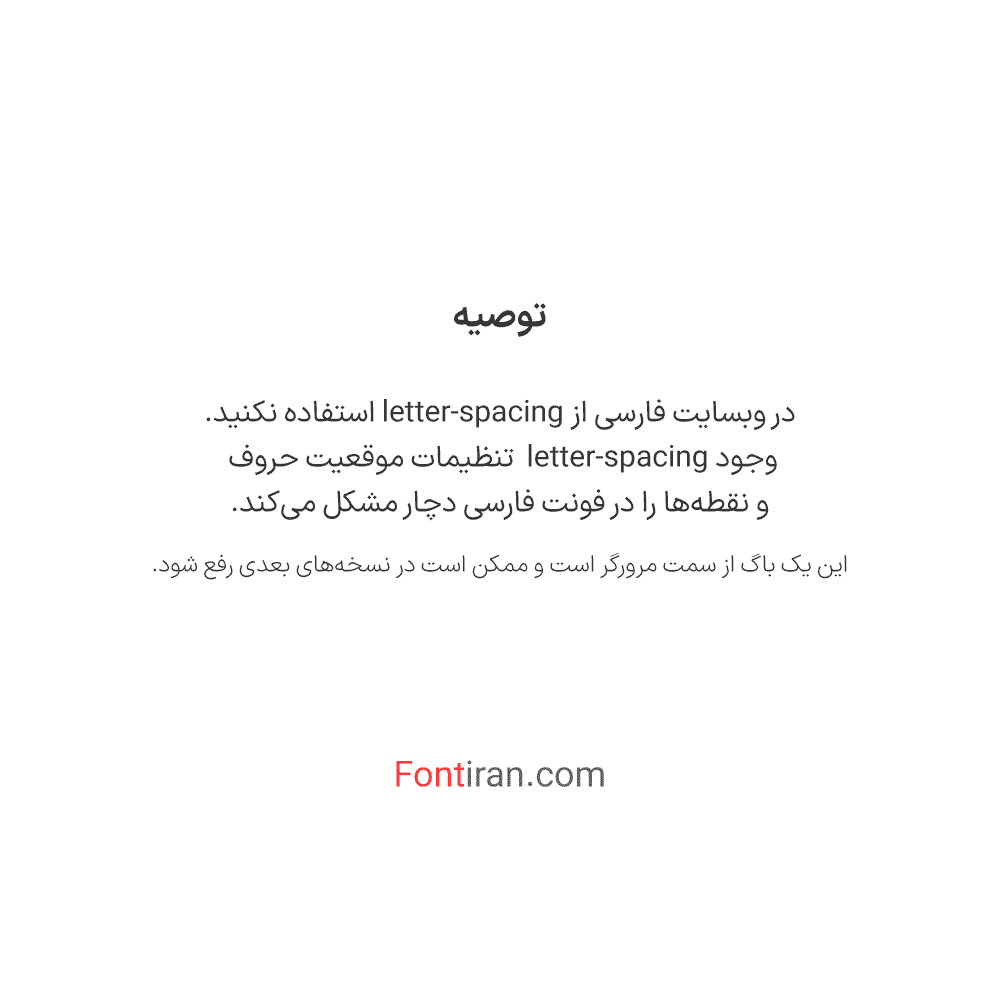 توصیه
در وبسایت فارسی از letter-spacing استفاده نکنید.
وجود letter-spacing تنظیمات موقعیت حروف
و نقطه‌ها را در فونت فارسی دچار مشکل می‌کند.
این یک باگ از سمت مرورگر است و ممکن است در نسخه‌های بعدی رفع شود.
Fontiran.com